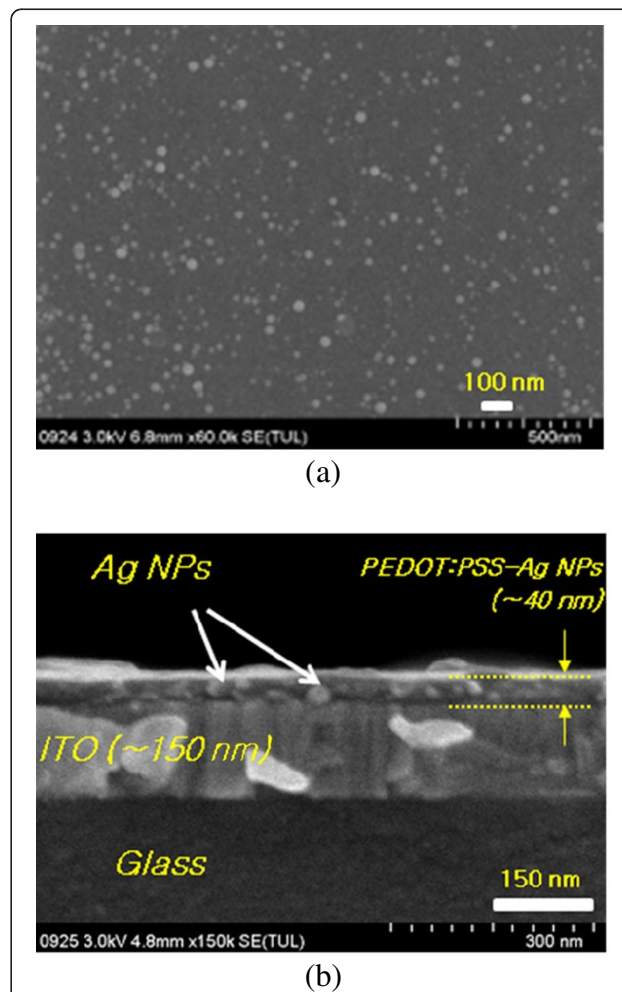 100 nm
0924 3.0kV 6.8mm x60.0k SE(TUL)
500nm
(a)
Ag NPs
PEDOT:PSS-Ag NPs
(~40 nm)
ITO (~150 nm)
Glass
150 nm
0925 3.0kV 4.8mm x150k SE(TUL)
300 nm
(b)